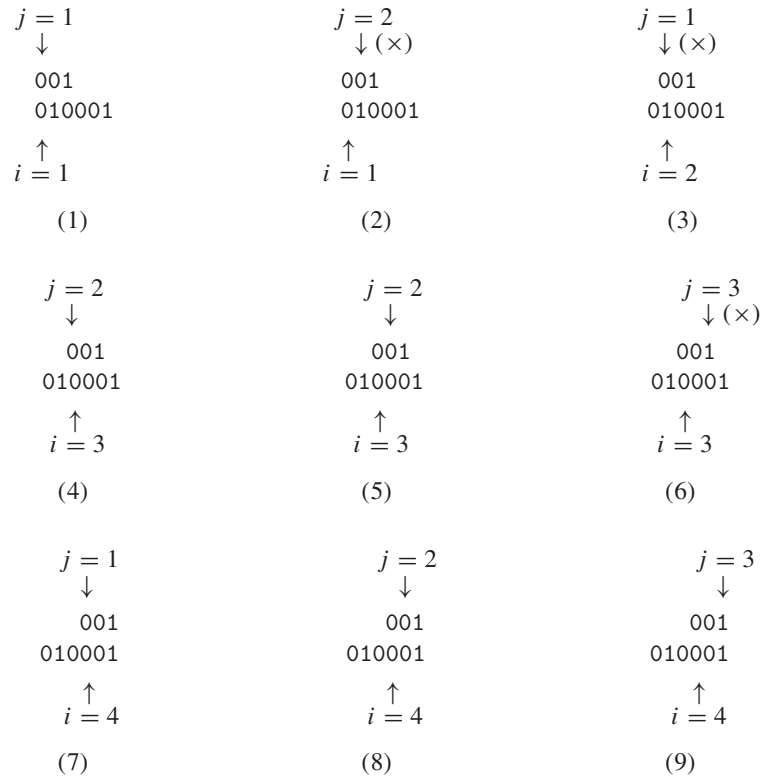 j = 1 j = 2 j = 1
↓ ↓ (×) ↓ (×)
001 001 001
010001 010001 010001
↑ ↑ ↑
i = 1 i = 1 i = 2
(1) (2) (3)
j = 2 j = 2 j = 3
↓ ↓ ↓ (×)
001 001 001
010001 010001 010001
↑ ↑ ↑
i = 3 i = 3 i = 3
(4) (5) (6)
j = 1 j = 2 j = 3
↓ ↓ ↓
001 001 001
010001 010001 010001
↑ ↑ ↑
i = 4 i = 4 i = 4
(7) (8) (9)